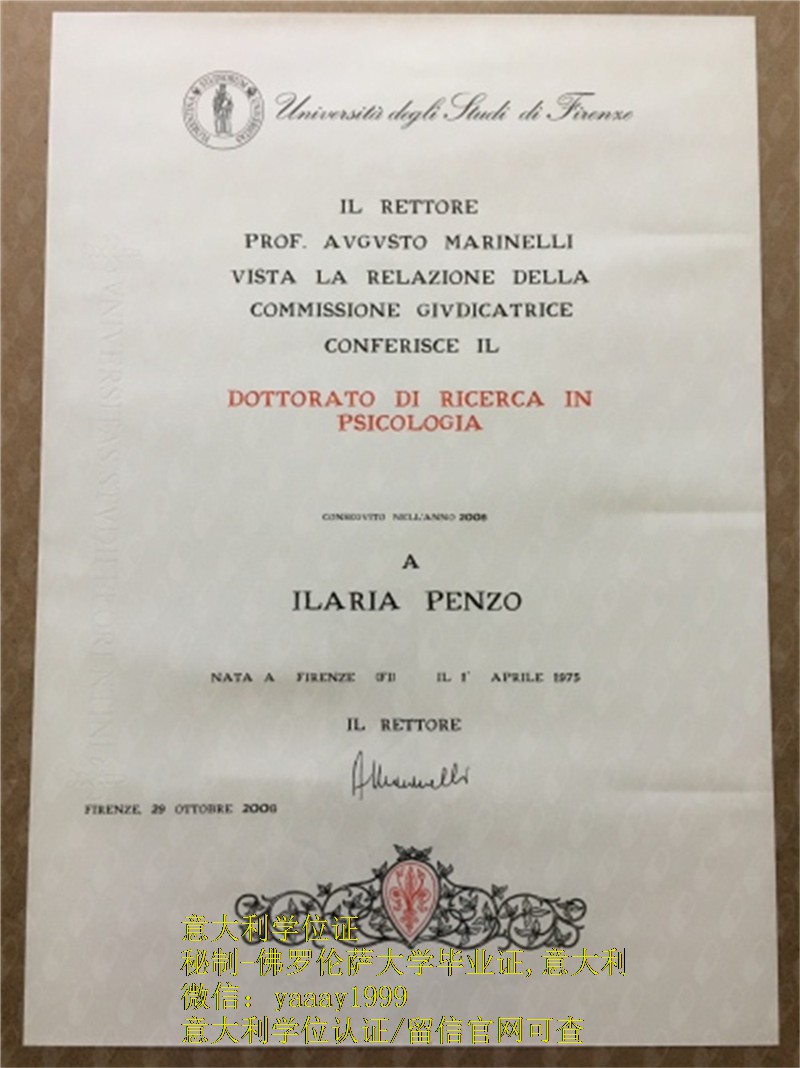 Università degli Studi di Firenze
IL RETTORE
PROF. AVGVSTO MARINELLI
VISTA LA RELAZIONE DELLA
COMMISSIONE GIVDICATRICE
CONFERISCE IL
DOTTORATO DI RICERCA IN
PSICOLOGIA
CONSEGVITO NELL'ANNO 2008
A
ILARIA PENZO
NATA A FIRENZE (FI) IL 1° APRILE 1975
IL RETTORE
FIRENZE, 29 OTTOBRE 2008
意大利学位证
秘制-佛罗伦萨大学毕业证,意大利
微信：yaaay1999
意大利学位认证/留信官网可查